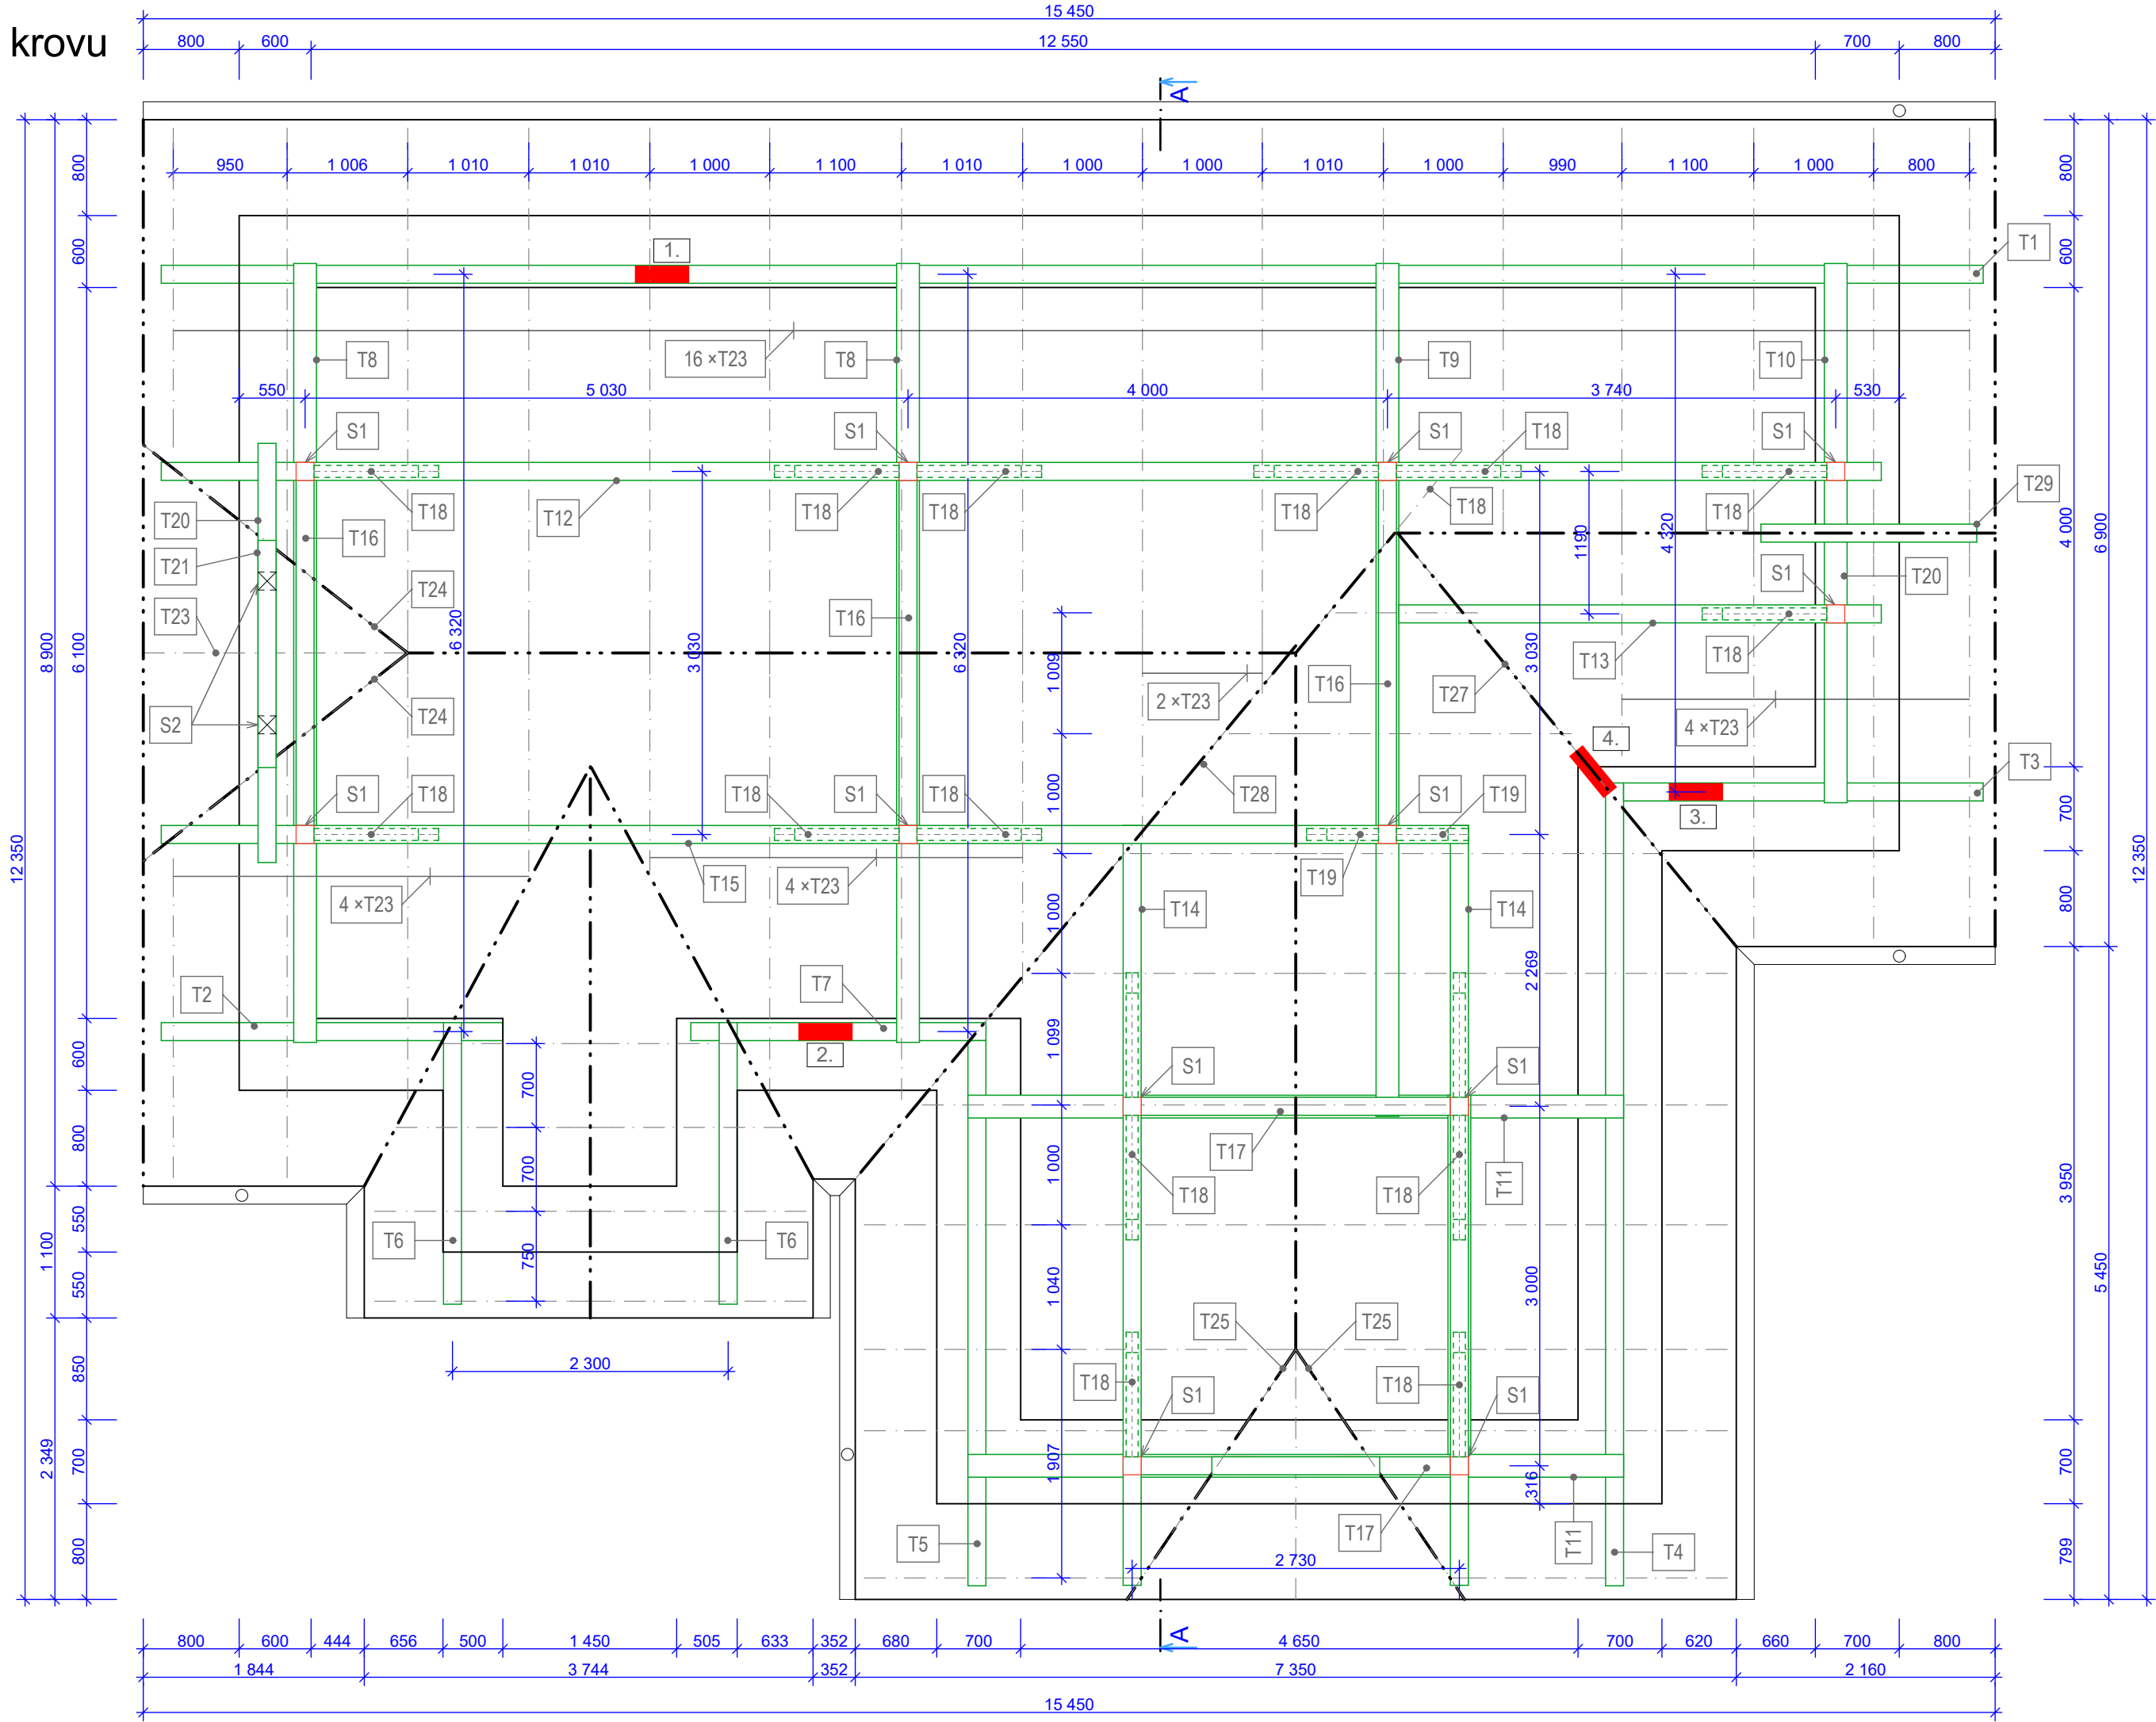 15 450
krovu
800 600 12 550 700 800
A
950 1 006 1 010 1 010 1 000 1 100 1 010 1 000 1 000 1 010 1 000 990 1 100 1 000 800
800
800
600
1.
T1
600
T8
16 ×T23
T8
T9
T10
550 5 030 4 000 3 740 530
S1
S1
S1
T18
S1
T29
T20
T18
T12
T18
T18
T18
T18
T18
T16
1190
4 320
4 000
6 900
T21
T24
S1
T20
T23
6 320
T16
8 900
6 100
3 030
6 320
1 009
3 030
T13
T18
T24
2 ×T23
T16
T27
S2
4 ×T23
4.
T3
S1
T18
T18
S1
T18
1 000
T28
S1
T19
3.
700
12 350
12 350
T15
4 ×T23
T19
4 ×T23
T14
T14
1 000
800
2 269
T7
T2
600
2.
1 099
700
S1
S1
T17
800
700
1 000
T18
T18
T11
3 950
550
T6
T6
1 100
750
550
1 040
3 000
5 450
T25
T25
2 300
850
T18
T18
S1
S1
2 349
700
1 907
316
700
T5
T17
T11
T4
800
2 730
799
A
800 600 444 656 500 1 450 505 633 352 680 700 4 650 700 620 660 700 800
1 844 3 744 352 7 350 2 160
15 450